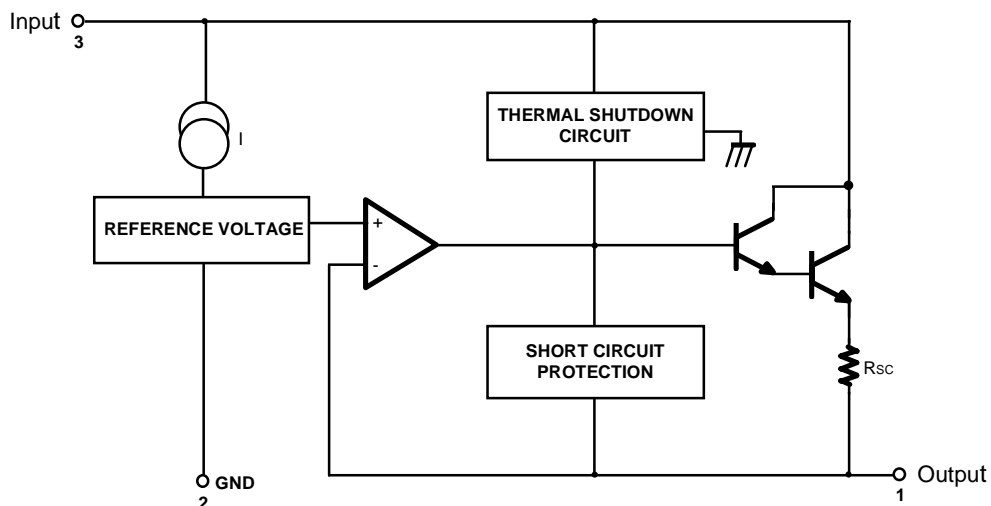 Input
3
I
THERMAL SHUTDOWN
CIRCUIT
REFERENCE VOLTAGE
+
-
SHORT CIRCUIT
PROTECTION
RSC
GND
2
Output
1